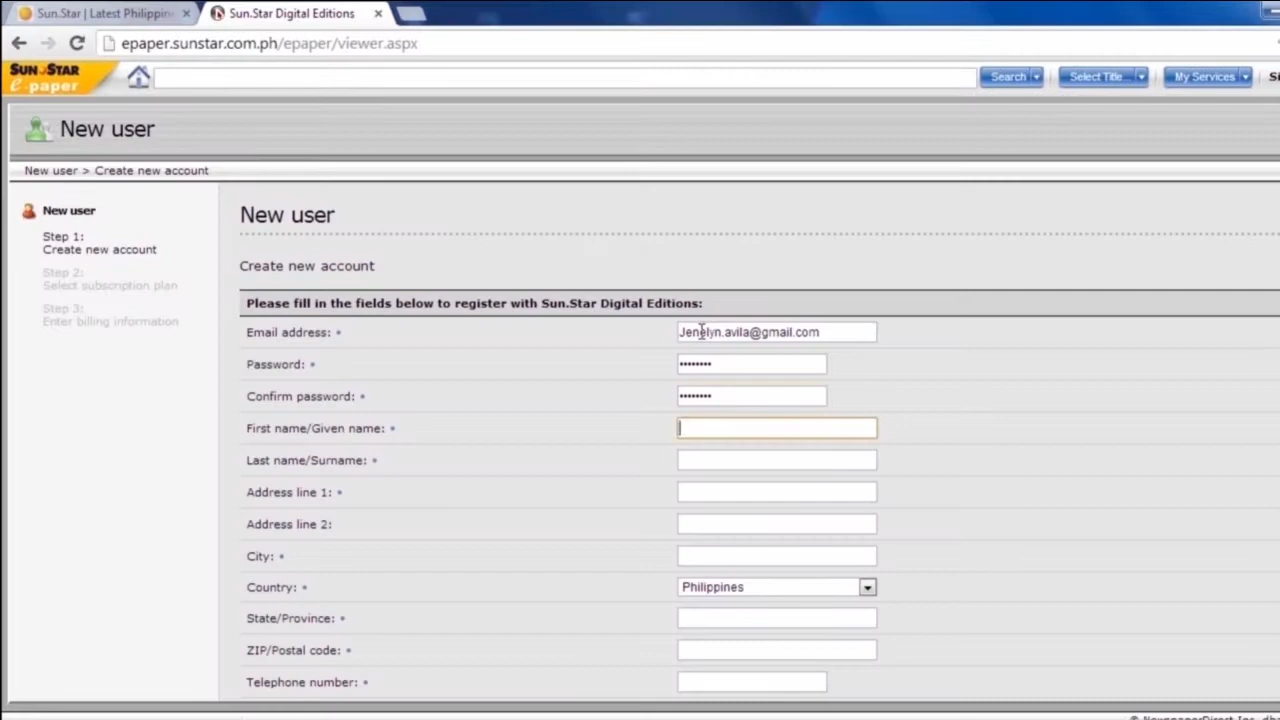 Sun.Star | Latest Philippin
Sun.Star Digital Editions
epaper.sunstar.com.ph/epaper/viewer.aspx
SUN STAR
e-paper
Search
Select Title...
My Services
New user
New user > Create new account
New user
Step 1:
Create new account
Step 2:
Select subscription plan
Step 3:
Enter billing information
New user
Create new account
Please fill in the fields below to register with Sun.Star Digital Editions:
Email address: * Jenelyn.avila@gmail.com
Password: * ••••••••
Confirm password: * ••••••••
First name/Given name: *
Last name/Surname: *
Address line 1: *
Address line 2:
City: *
Country: * Philippines
State/Province: *
ZIP/Postal code: *
Telephone number: *